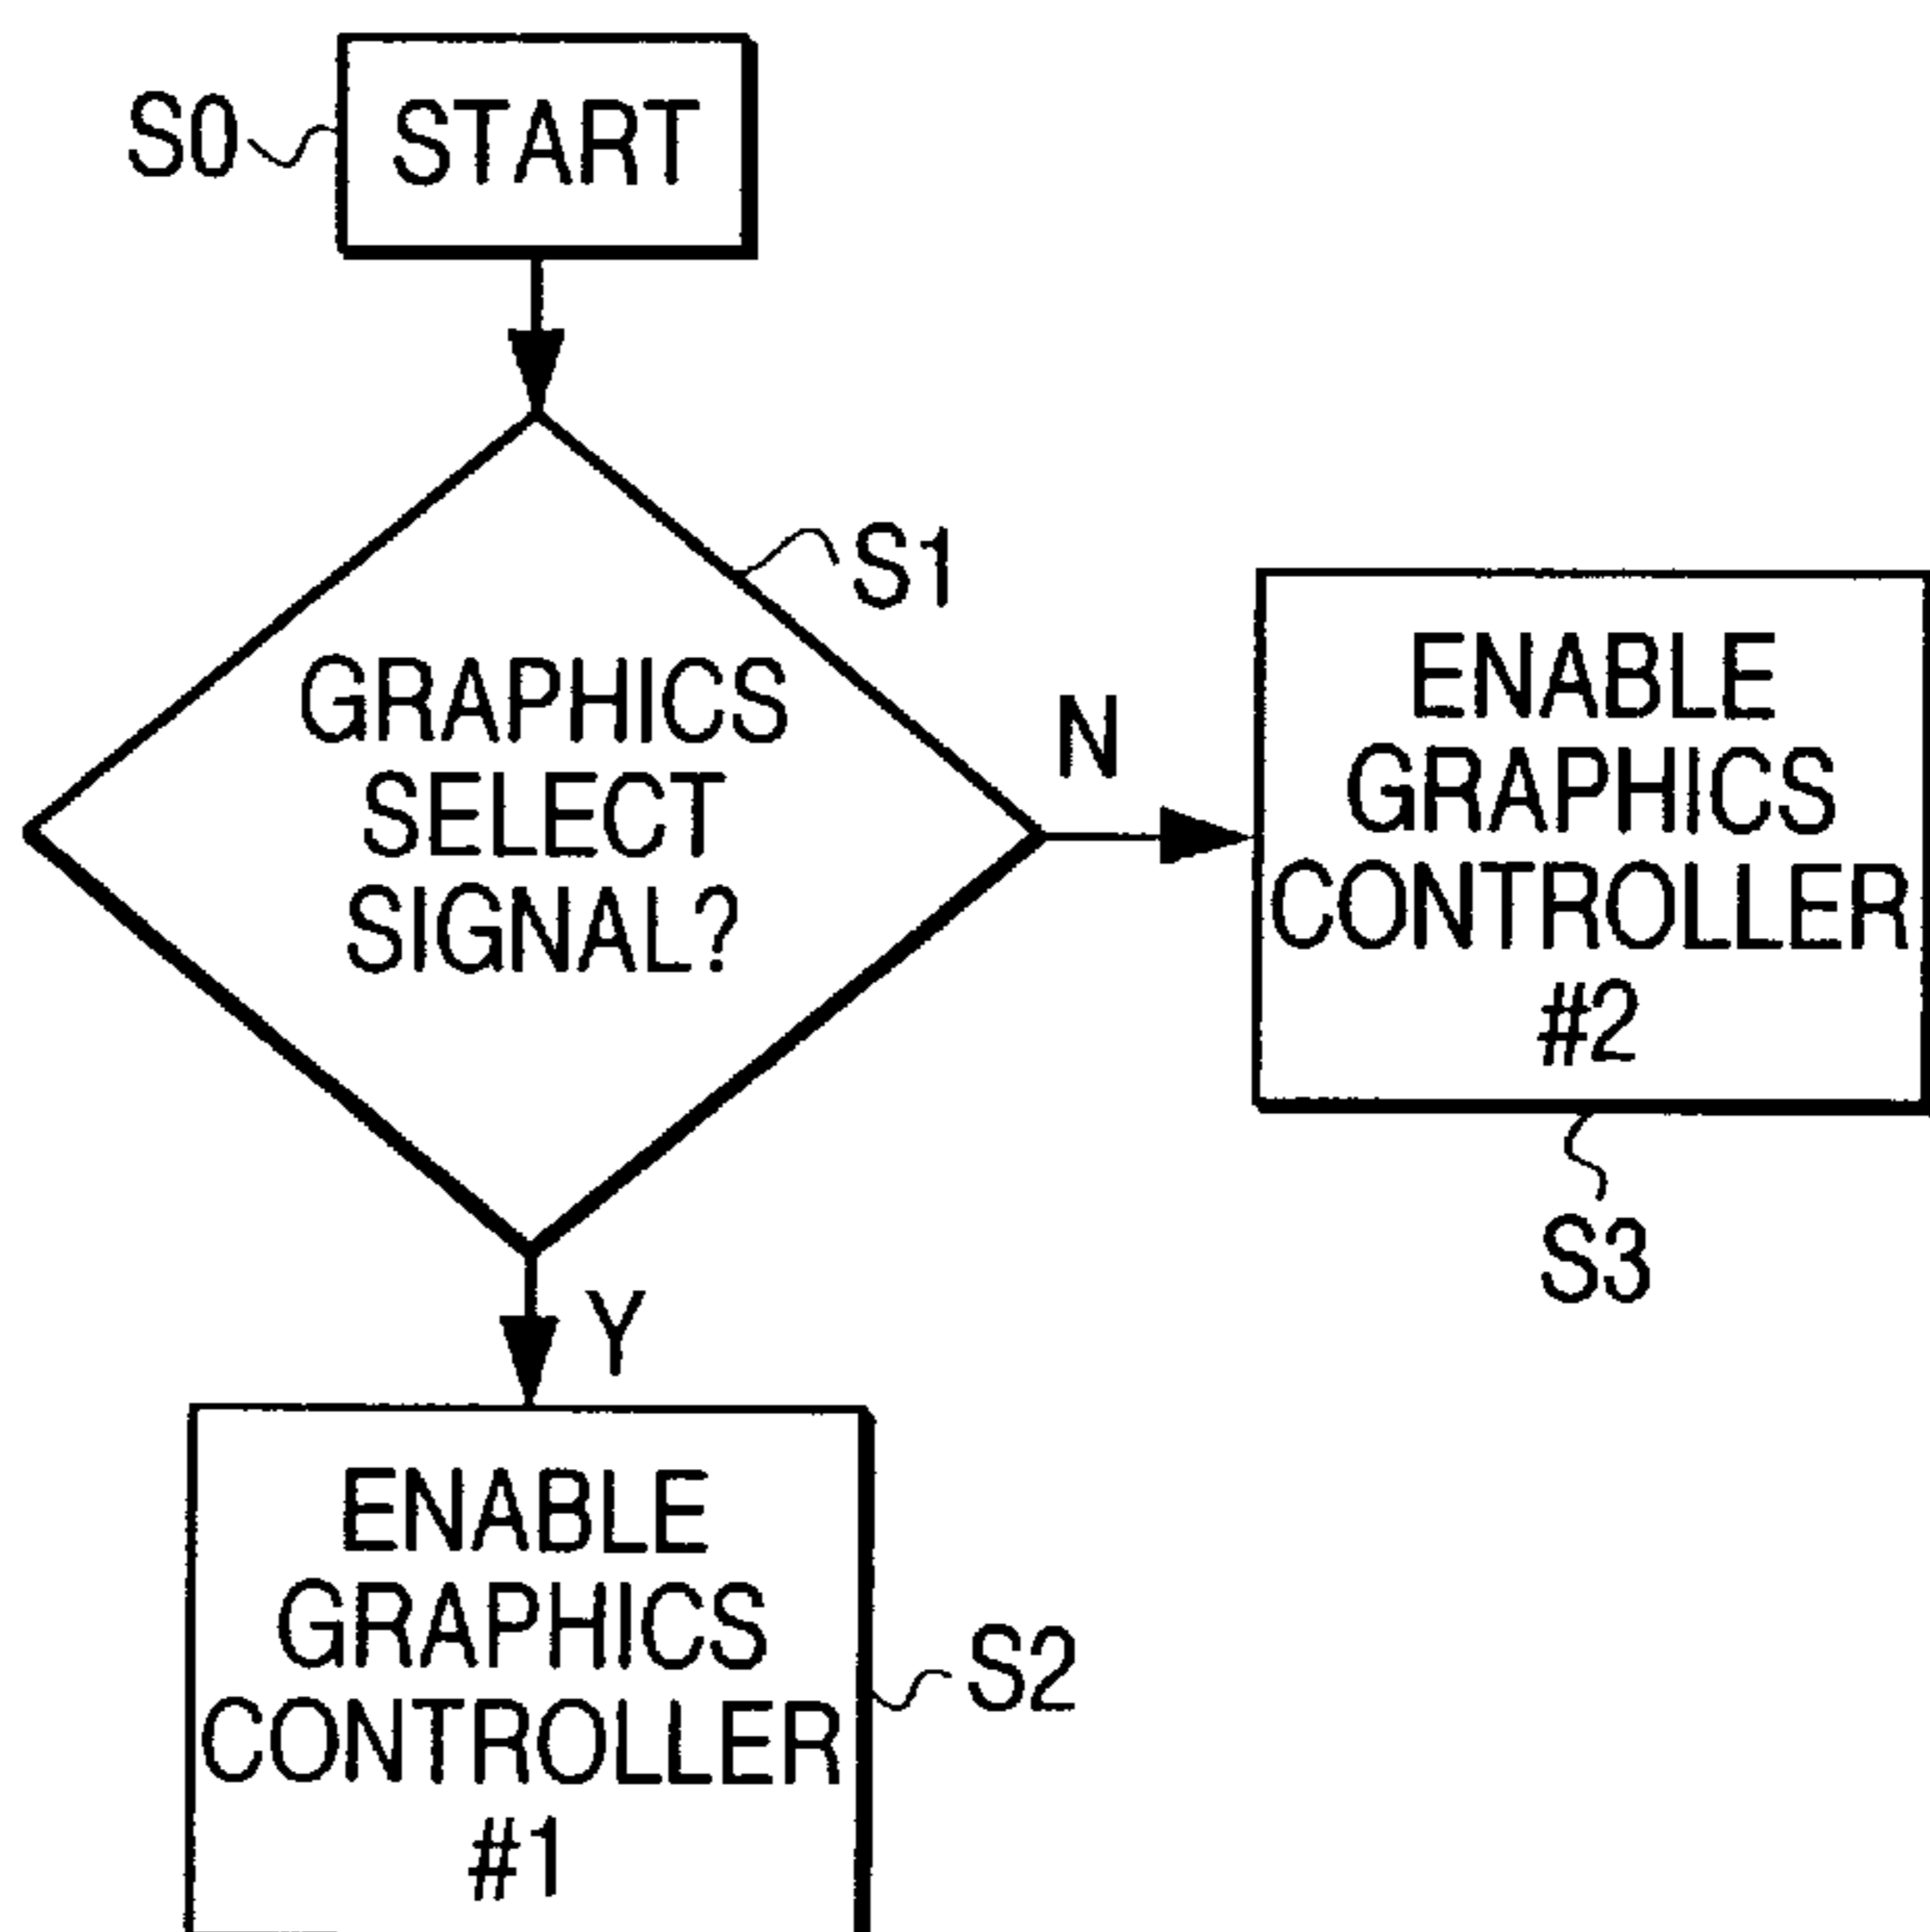 S0
START
S1
GRAPHICS
SELECT
SIGNAL?
N
ENABLE
GRAPHICS
CONTROLLER
#2
S3
Y
ENABLE
GRAPHICS
CONTROLLER
#1
S2